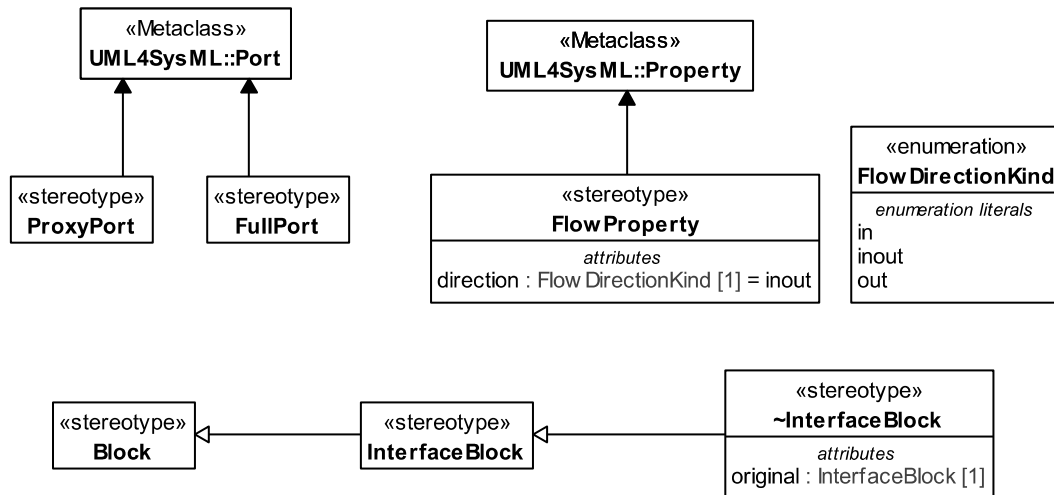 «Metaclass»
UML4SysML::Port
«Metaclass»
UML4SysML::Property
«enumeration»
FlowDirectionKind
enumeration literals
in
inout
out
«stereotype»
ProxyPort
«stereotype»
FullPort
«stereotype»
FlowProperty
attributes
direction : FlowDirectionKind [1] = inout
«stereotype»
Block
«stereotype»
InterfaceBlock
«stereotype»
~InterfaceBlock
attributes
original : InterfaceBlock [1]